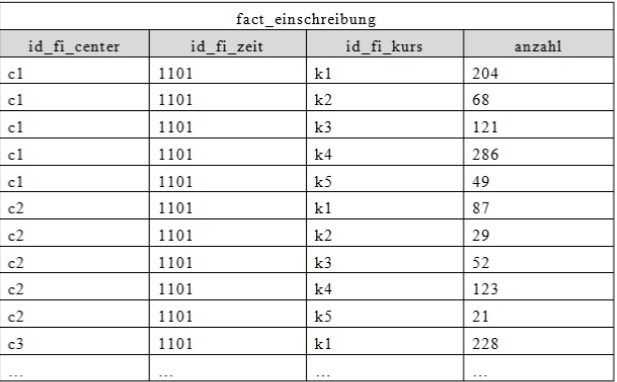 fact_einschreibung
id_fi_center id_fi_zeit id_fi_kurs anzahl
c1 1101 k1 204
c1 1101 k2 68
c1 1101 k3 121
c1 1101 k4 286
c1 1101 k5 49
c2 1101 k1 87
c2 1101 k2 29
c2 1101 k3 52
c2 1101 k4 123
c2 1101 k5 21
c3 1101 k1 228
... ... ... ...